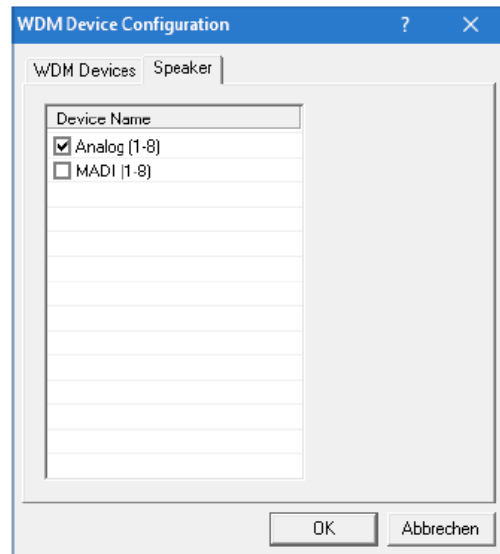 WDM Device Configuration ? ×
WDM Devices Speaker
Device Name
Analog (1-8)
MADI (1-8)
OK Abbrechen